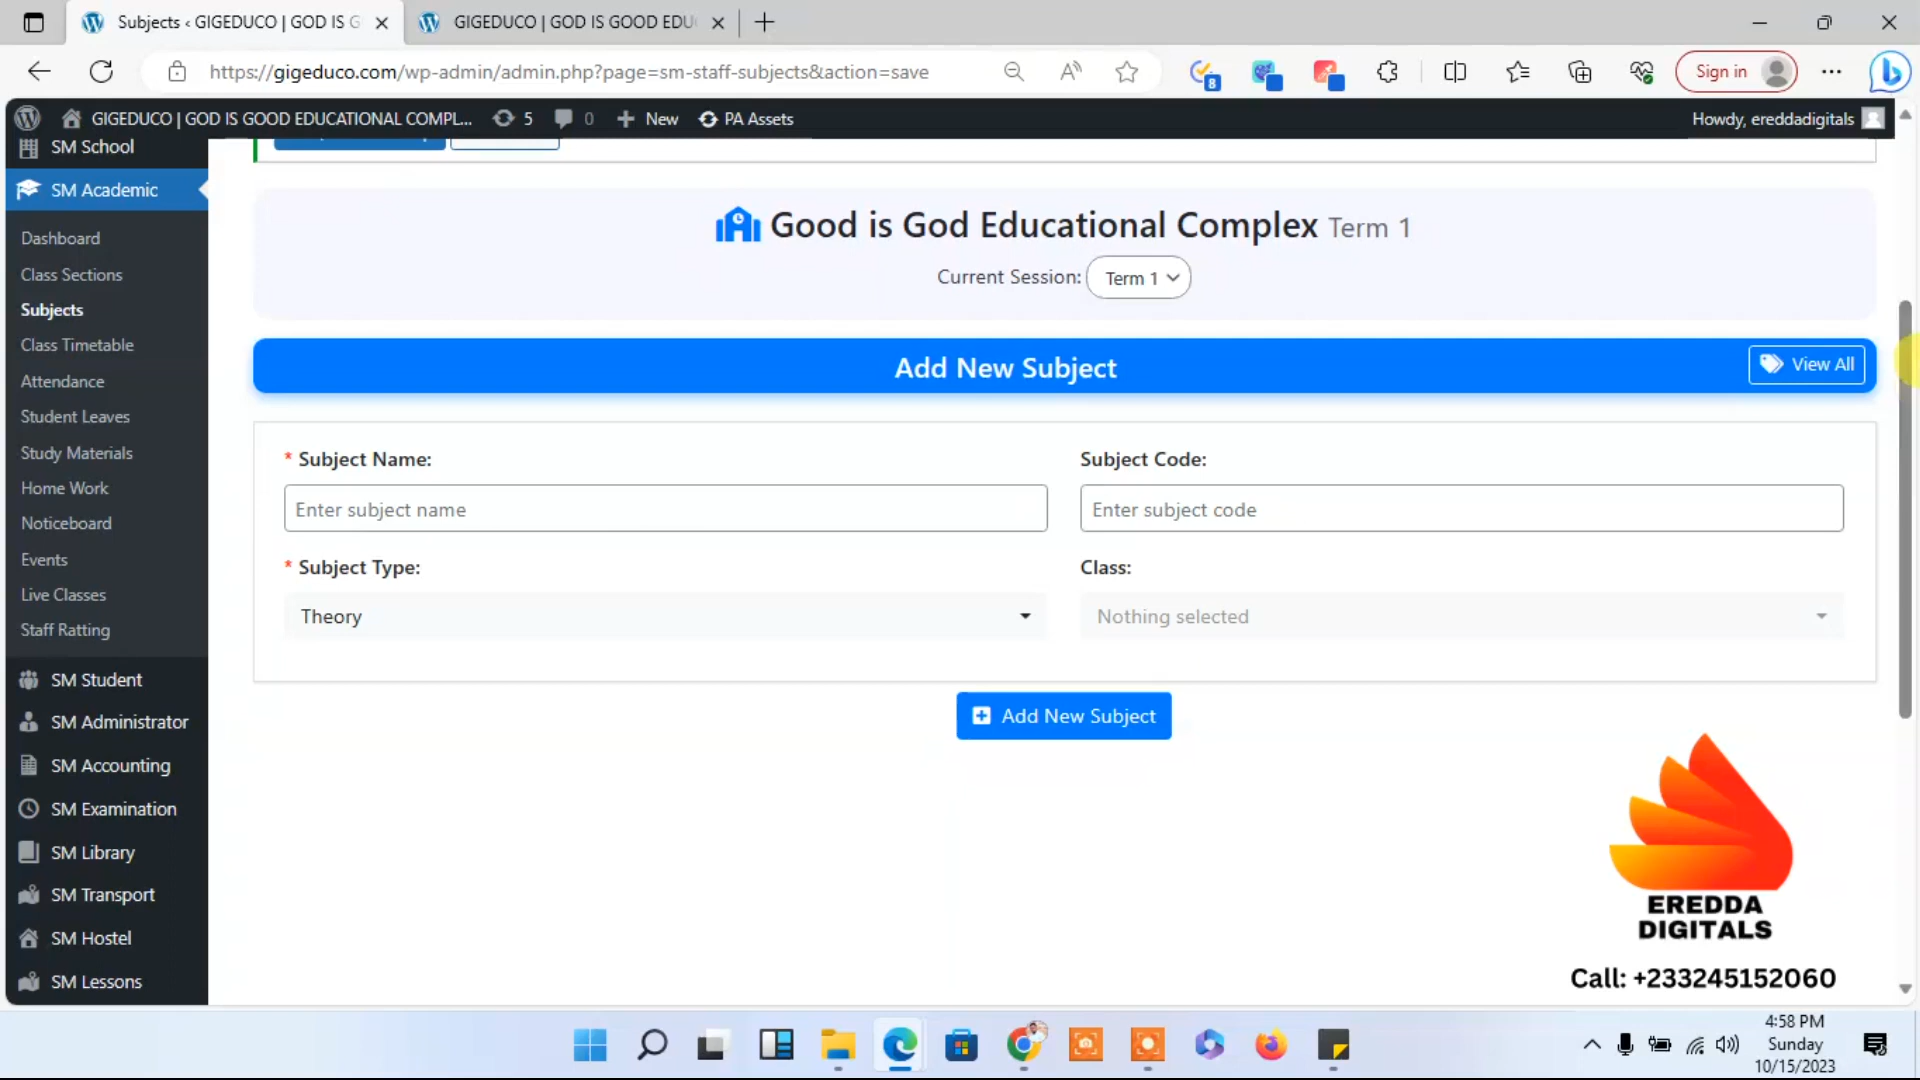 Subjects ‹ GIGEDUCO | GOD IS G
GIGEDUCO | GOD IS GOOD EDU
https://gigeduco.com/wp-admin/admin.php?page=sm-staff-subjects&action=save
8
Sign in
GIGEDUCO | GOD IS GOOD EDUCATIONAL COMPL...
5
0
New
PA Assets
Howdy, ereddadigitals
SM School
SM Academic
Dashboard
Class Sections
Subjects
Class Timetable
Attendance
Student Leaves
Study Materials
Home Work
Noticeboard
Events
Live Classes
Staff Ratting
SM Student
SM Administrator
SM Accounting
SM Examination
SM Library
SM Transport
SM Hostel
SM Lessons
Good is God Educational Complex Term 1
Current Session: Term 1
Add New Subject
View All
* Subject Name:
Enter subject name
Subject Code:
Enter subject code
* Subject Type:
Theory
Class:
Nothing selected
Add New Subject
EREDDA
DIGITALS
Call: +233245152060
4:58 PM
Sunday
10/15/2023